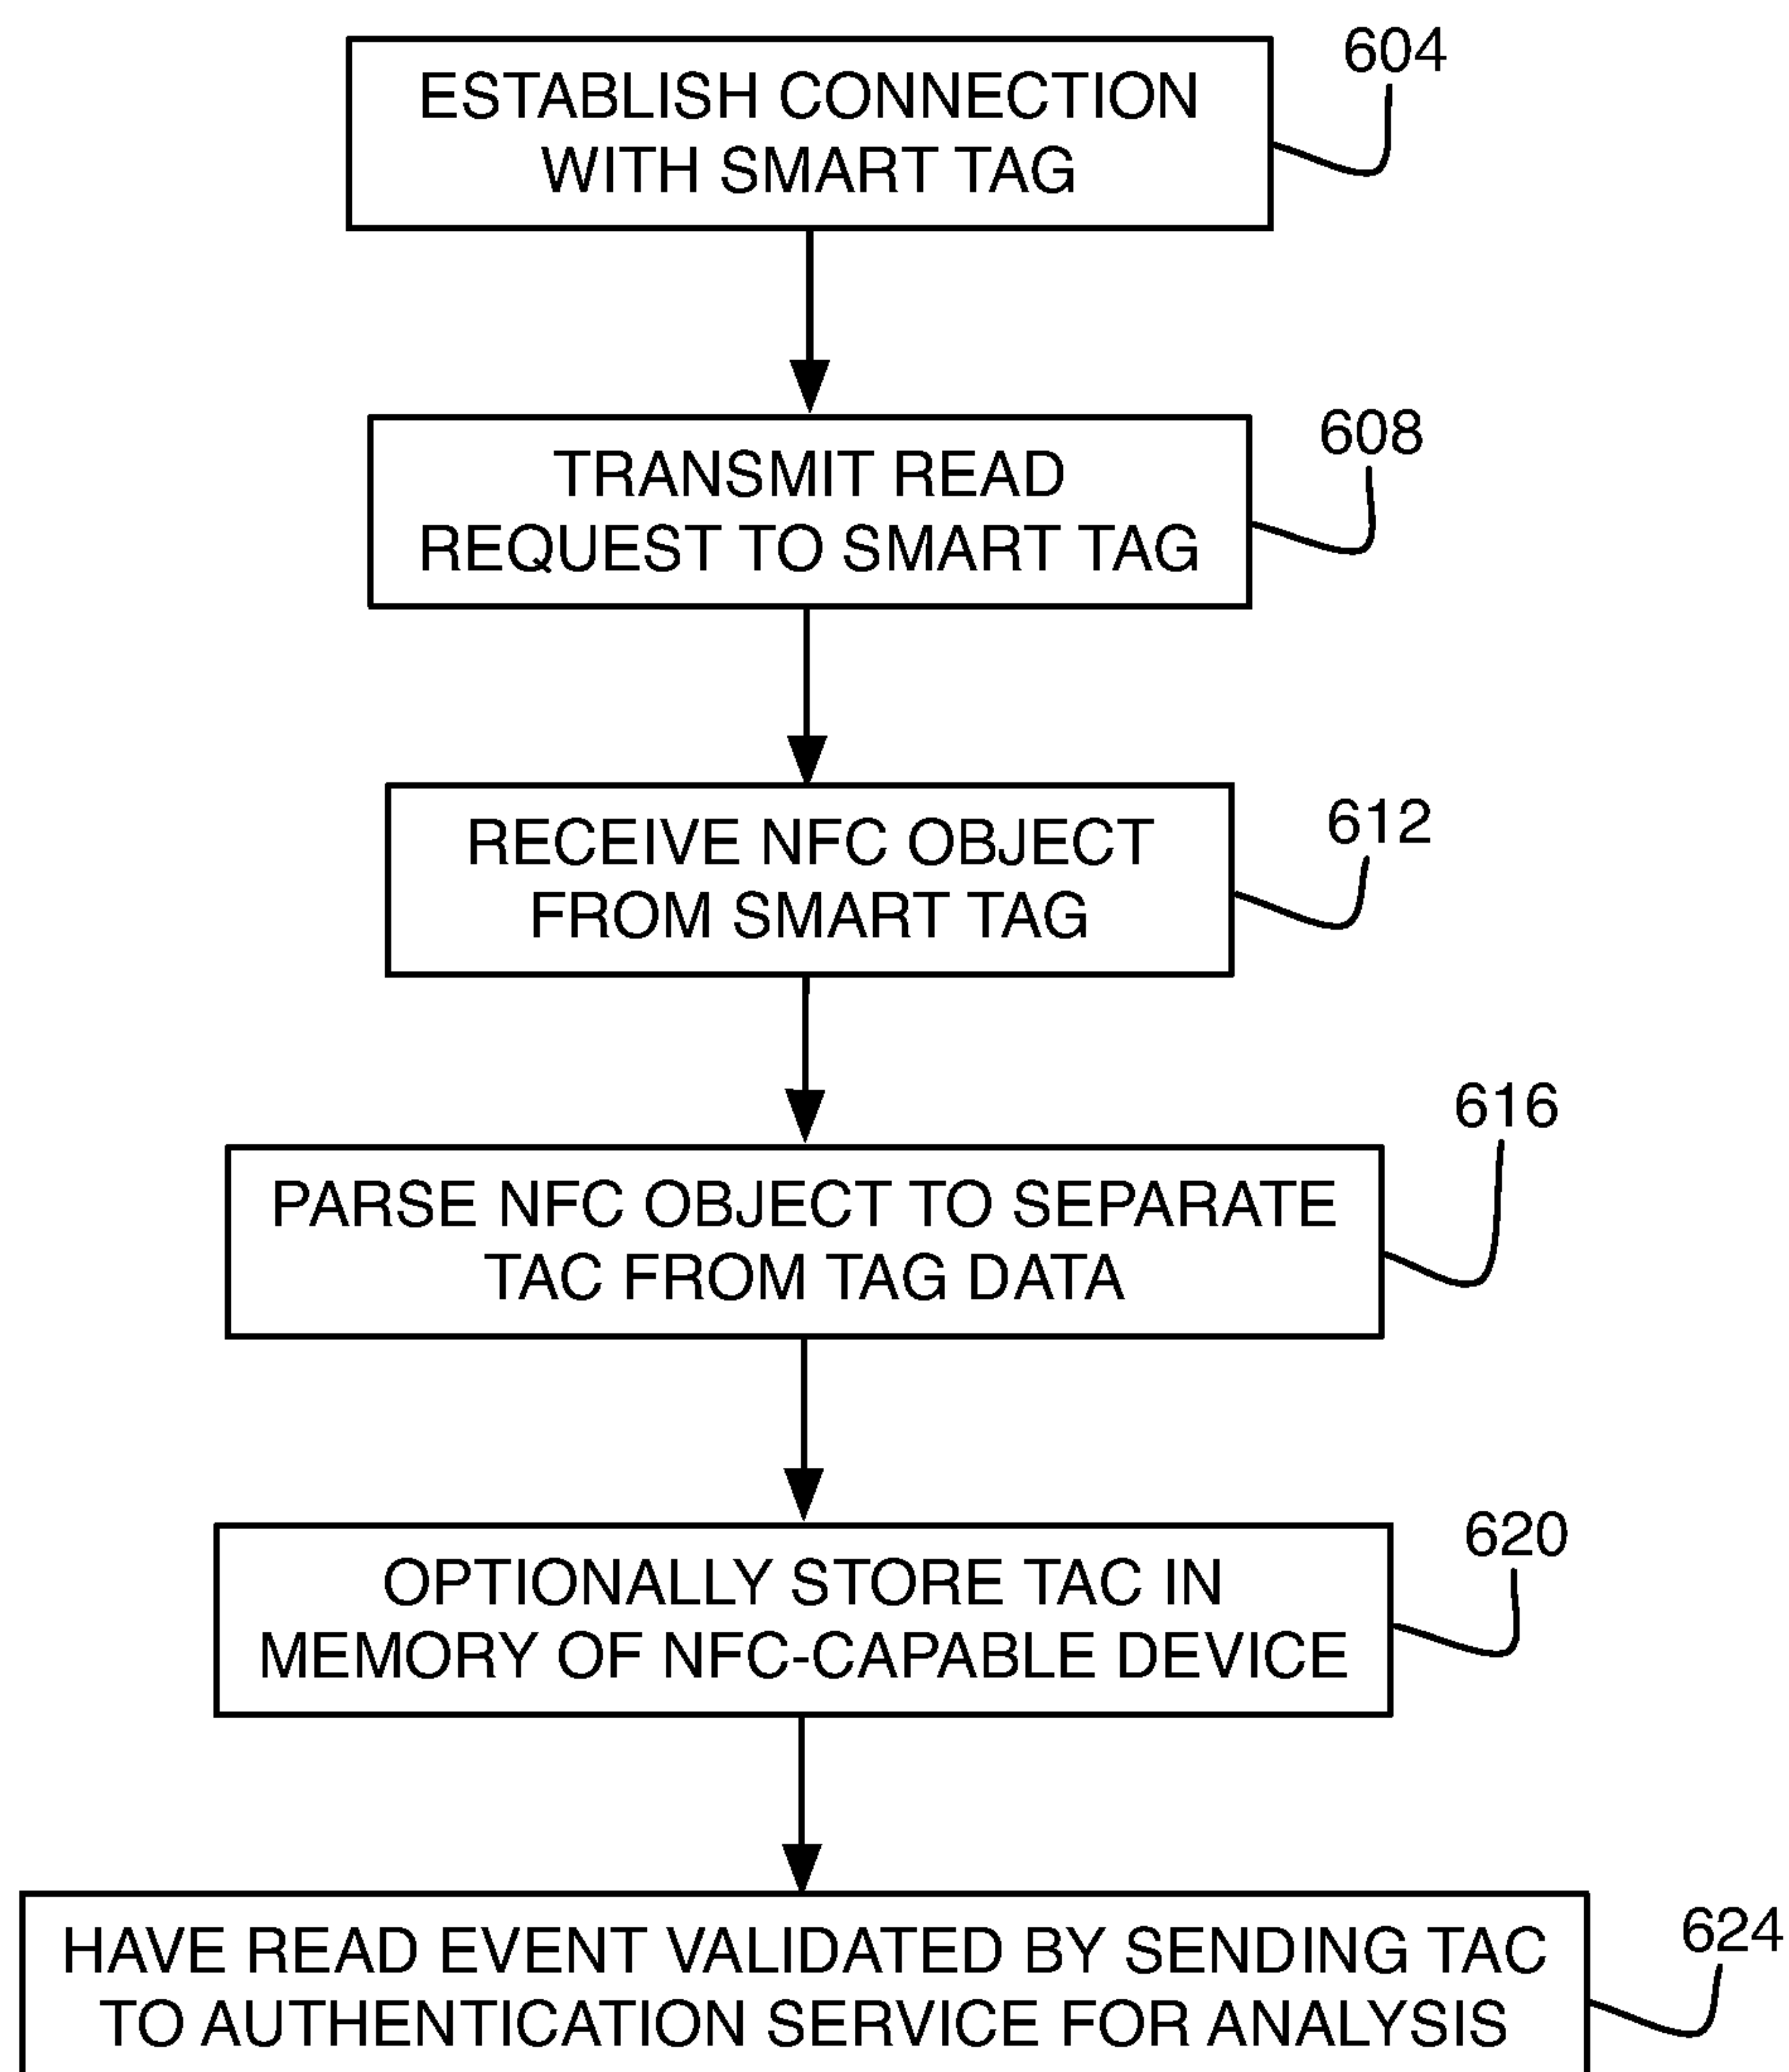 604
ESTABLISH CONNECTION
WITH SMART TAG
608
TRANSMIT READ
REQUEST TO SMART TAG
612
RECEIVE NFC OBJECT
FROM SMART TAG
616
PARSE NFC OBJECT TO SEPARATE
TAC FROM TAG DATA
620
OPTIONALLY STORE TAC IN
MEMORY OF NFC-CAPABLE DEVICE
624
HAVE READ EVENT VALIDATED BY SENDING TAC
TO AUTHENTICATION SERVICE FOR ANALYSIS